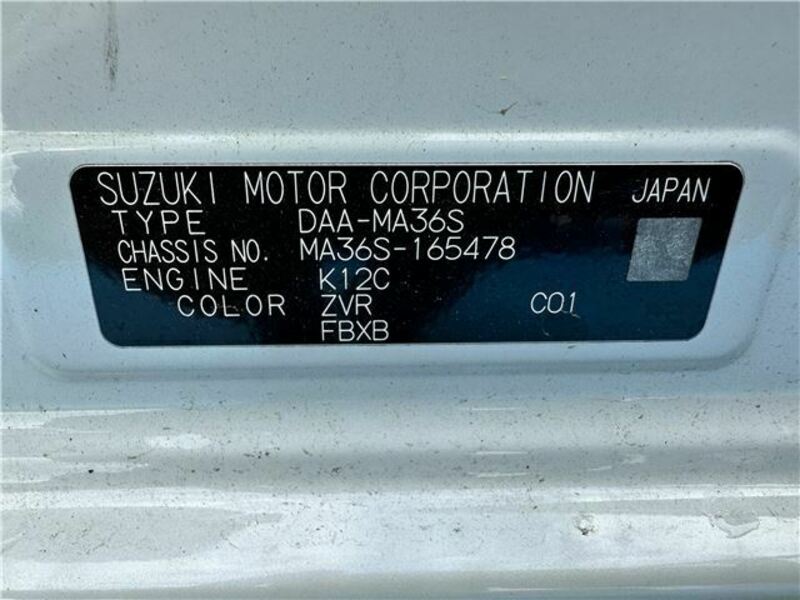 SUZUKI MOTOR CORPORATION JAPAN
TYPE DAA-MA36S
CHASSIS NO. MA36S-165478
ENGINE K12C
COLOR ZVR C01
FBXB